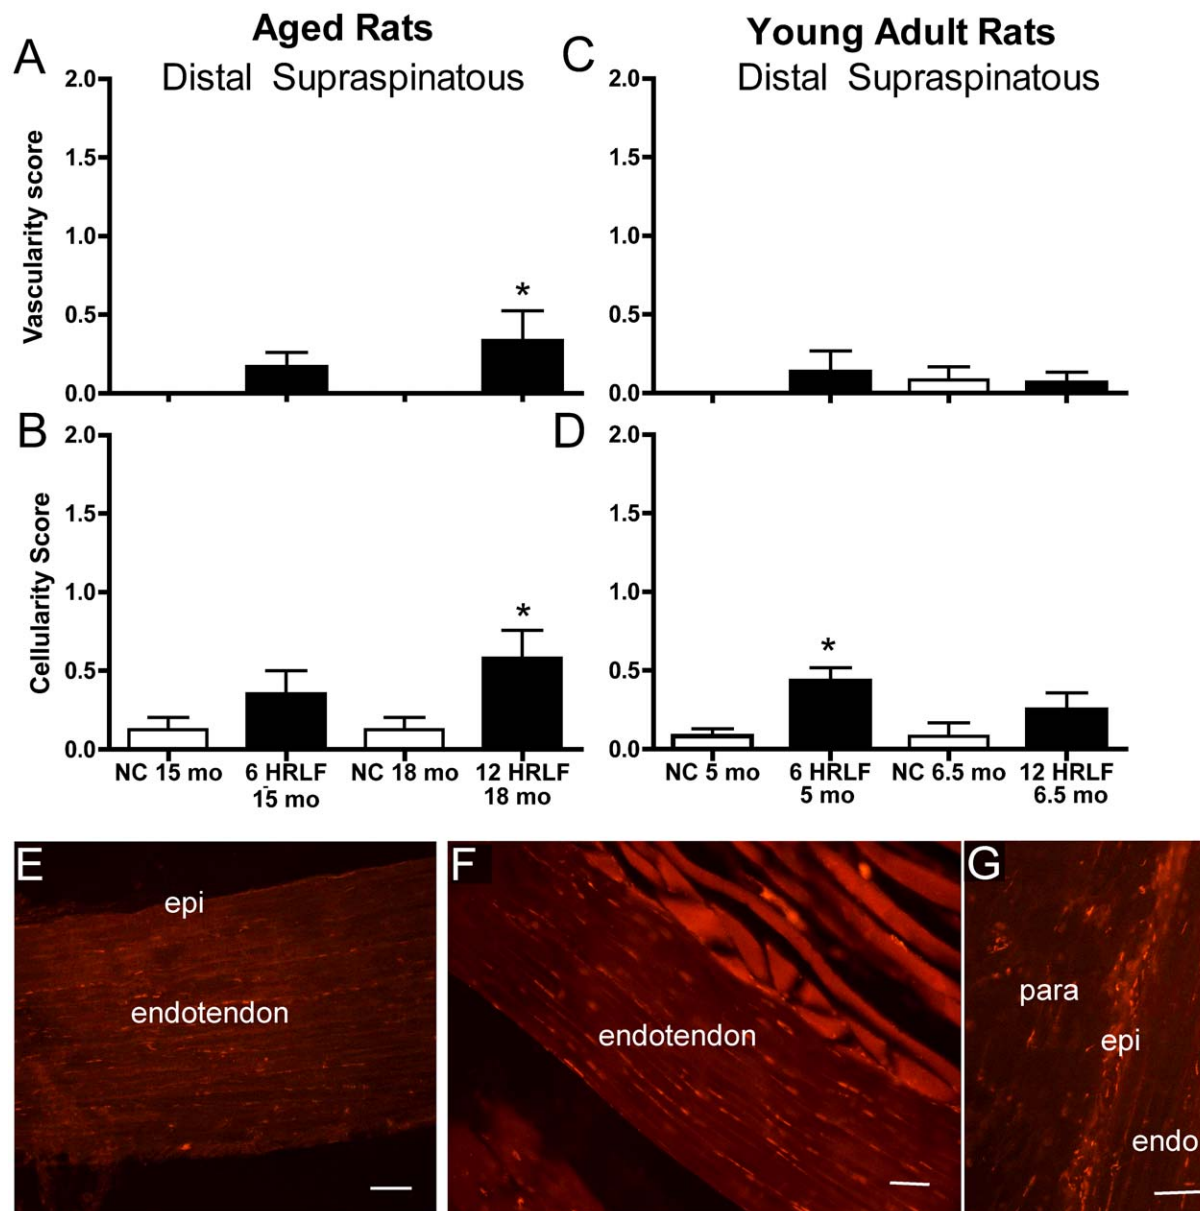 Aged Rats
Young Adult Rats
A
Distal Supraspinatous
C
Distal Supraspinatous
Vascularity score
2.0
1.5
1.0
0.5
0.0
*
2.0
1.5
1.0
0.5
0.0
B
Cellularity Score
2.0
1.5
1.0
0.5
0.0
*
NC 15 mo
6 HRLF
15 mo
NC 18 mo
12 HRLF
18 mo
D
2.0
1.5
1.0
0.5
0.0
*
NC 5 mo
6 HRLF
5 mo
NC 6.5 mo
12 HRLF
6.5 mo
E
epi
endotendon
F
endotendon
G
para
epi
endo